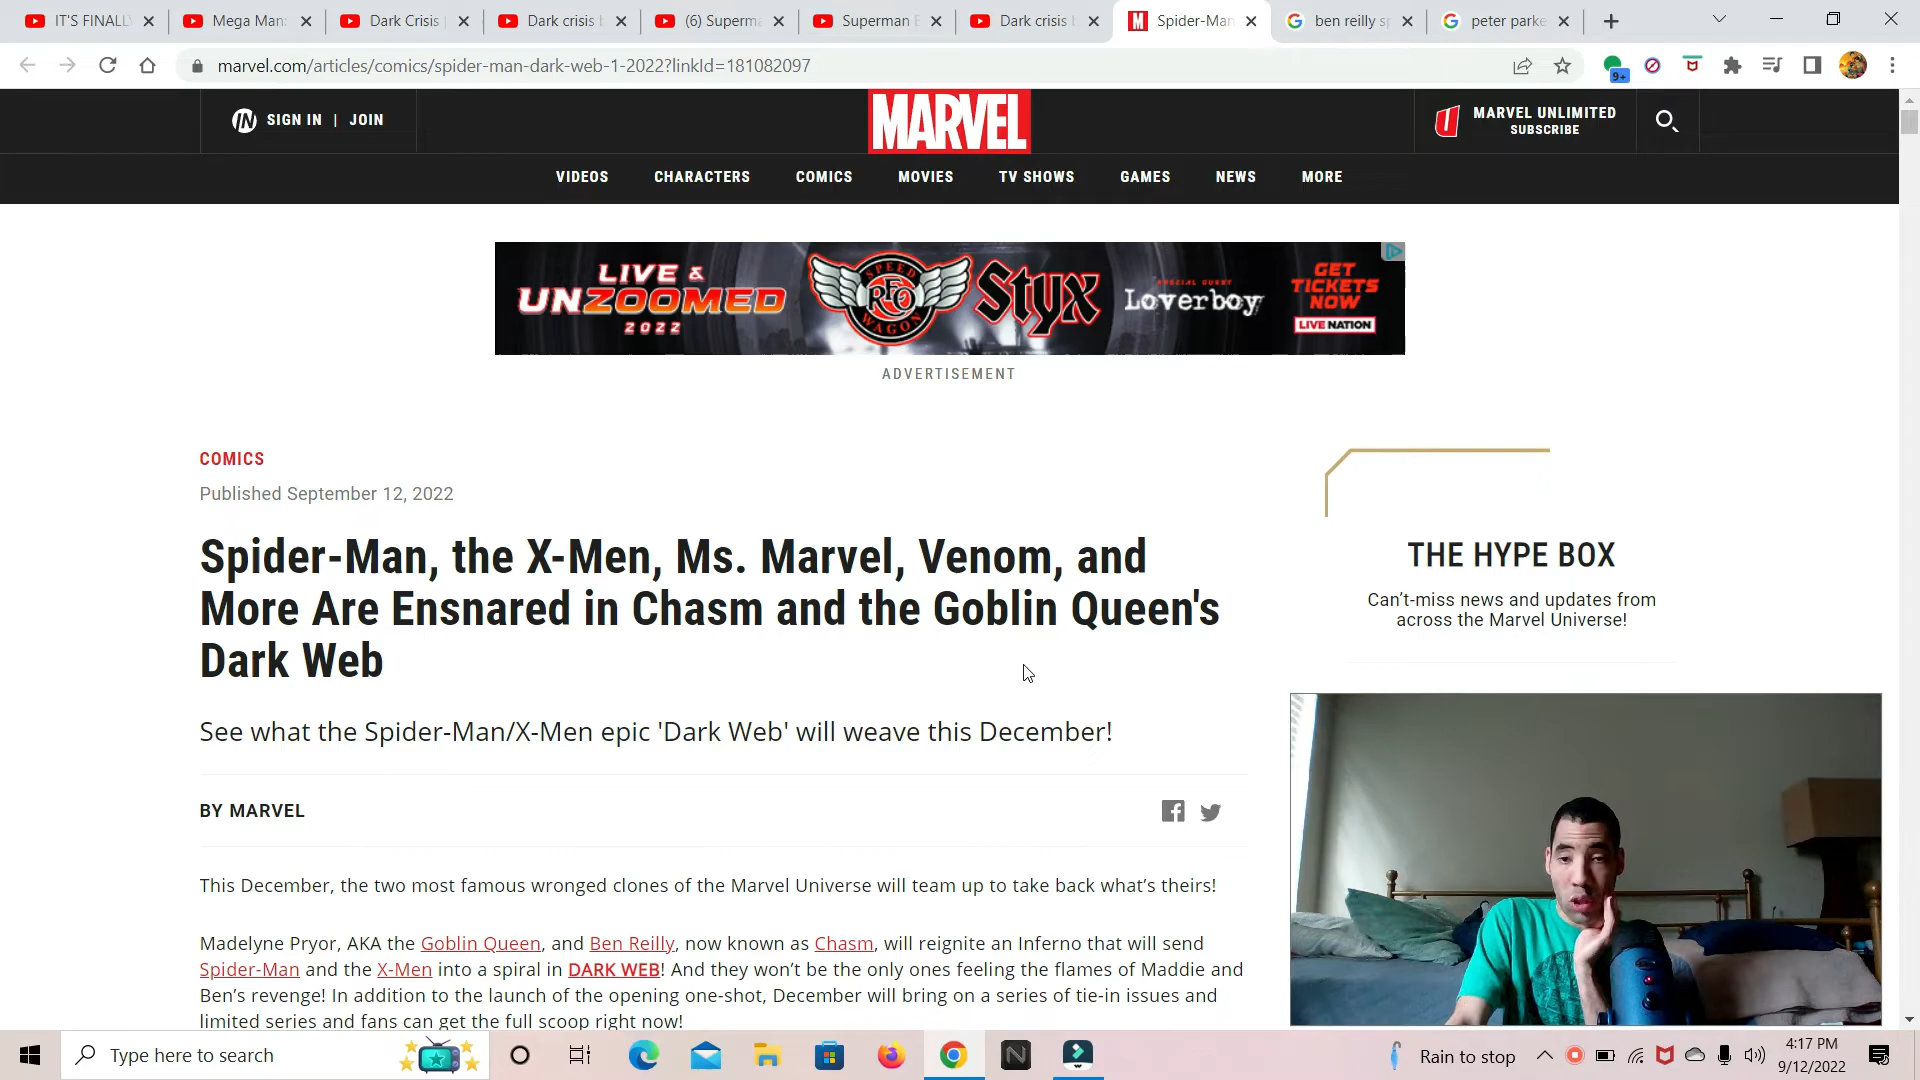 IT'S FINALL
Mega Man
Dark Crisis
Dark crisis
(6) Superm
Superman
Dark crisis
Spider-Man
ben reilly sp
peter parke
marvel.com/articles/comics/spider-man-dark-web-1-2022?linkId=181082097
9+
SIGN IN | JOIN
MARVEL
MARVEL UNLIMITED
SUBSCRIBE
VIDEOS CHARACTERS COMICS MOVIES TV SHOWS GAMES NEWS MORE
LIVE &
UNZOOMED
2022
SPEED
REO
WAGON
Styx
SPECIAL GUEST
Loverboy
GET
TICKETS
NOW
LIVE NATION
ADVERTISEMENT
COMICS
Published September 12, 2022
Spider-Man, the X-Men, Ms. Marvel, Venom, and
More Are Ensnared in Chasm and the Goblin Queen's
Dark Web
See what the Spider-Man/X-Men epic 'Dark Web' will weave this December!
BY MARVEL
This December, the two most famous wronged clones of the Marvel Universe will team up to take back what's theirs!
Madelyne Pryor, AKA the Goblin Queen, and Ben Reilly, now known as Chasm, will reignite an Inferno that will send
Spider-Man and the X-Men into a spiral in DARK WEB! And they won't be the only ones feeling the flames of Maddie and
Ben's revenge! In addition to the launch of the opening one-shot, December will bring on a series of tie-in issues and
limited series and fans can get the full scoop right now!
THE HYPE BOX
Can't-miss news and updates from
across the Marvel Universe!
Type here to search
Rain to stop
4:17 PM
9/12/2022